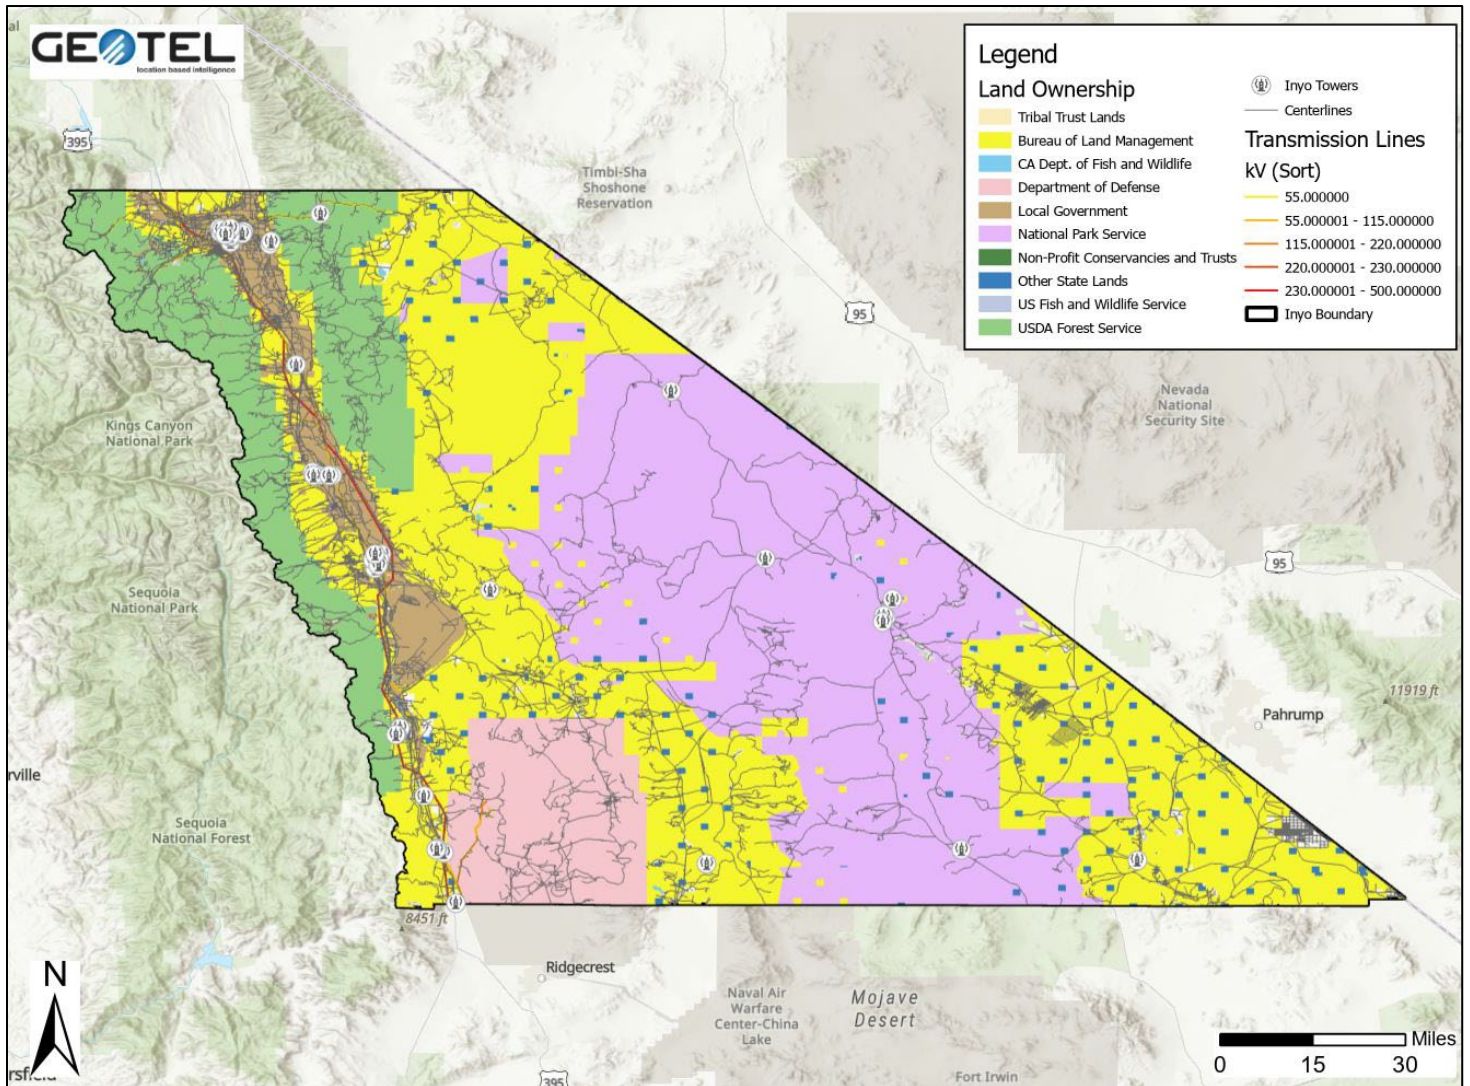 al
GEOTEL
location based intelligence
395
Timbi-Sha
Shoshone
Reservation
95
Kings Canyon
National Park
Nevada
National
Security Site
95
Sequoia
National Park
11919 ft
Pahrump
rville
Sequoia
National Forest
8451 ft
Ridgecrest
Naval Air
Warfare
Center-China
Lake
Mojave
Desert
Fort Irwin
395
rsfield
N
Legend
Land Ownership
Tribal Trust Lands
Bureau of Land Management
CA Dept. of Fish and Wildlife
Department of Defense
Local Government
National Park Service
Non-Profit Conservancies and Trusts
Other State Lands
US Fish and Wildlife Service
USDA Forest Service
Inyo Towers
Centerlines
Transmission Lines
kV (Sort)
55.000000
55.000001 - 115.000000
115.000001 - 220.000000
220.000001 - 230.000000
230.000001 - 500.000000
Inyo Boundary
Miles
0 15 30